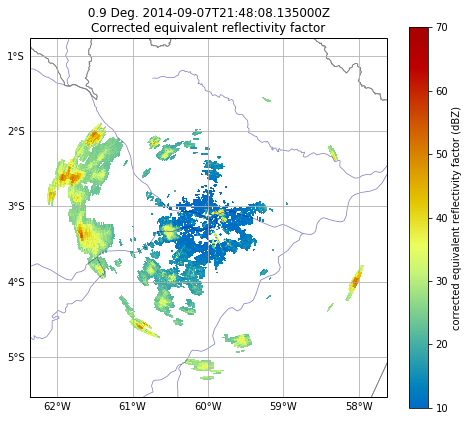 0.9 Deg. 2014-09-07T21:48:08.135000Z
Corrected equivalent reflectivity factor
1°S
2°S
3°S
4°S
5°S
62°W
61°W
60°W
59°W
58°W
70
60
50
40
30
20
10
corrected equivalent reflectivity factor (dBZ)